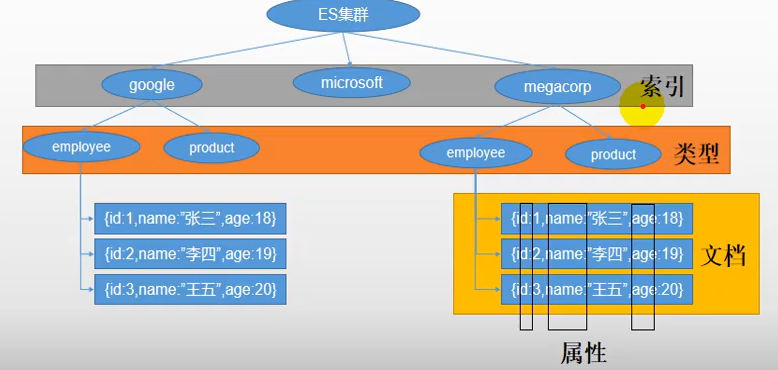 ES集群
google
microsoft
megacorp
索引
employee
product
employee
product
类型
{id:1,name:"张三",age:18}
{id:2,name:"李四",age:19}
{id:3,name:"王五",age:20}
{id:1,name:"张三",age:18}
{id:2,name:"李四",age:19}
{id:3,name:"王五",age:20}
文档
属性